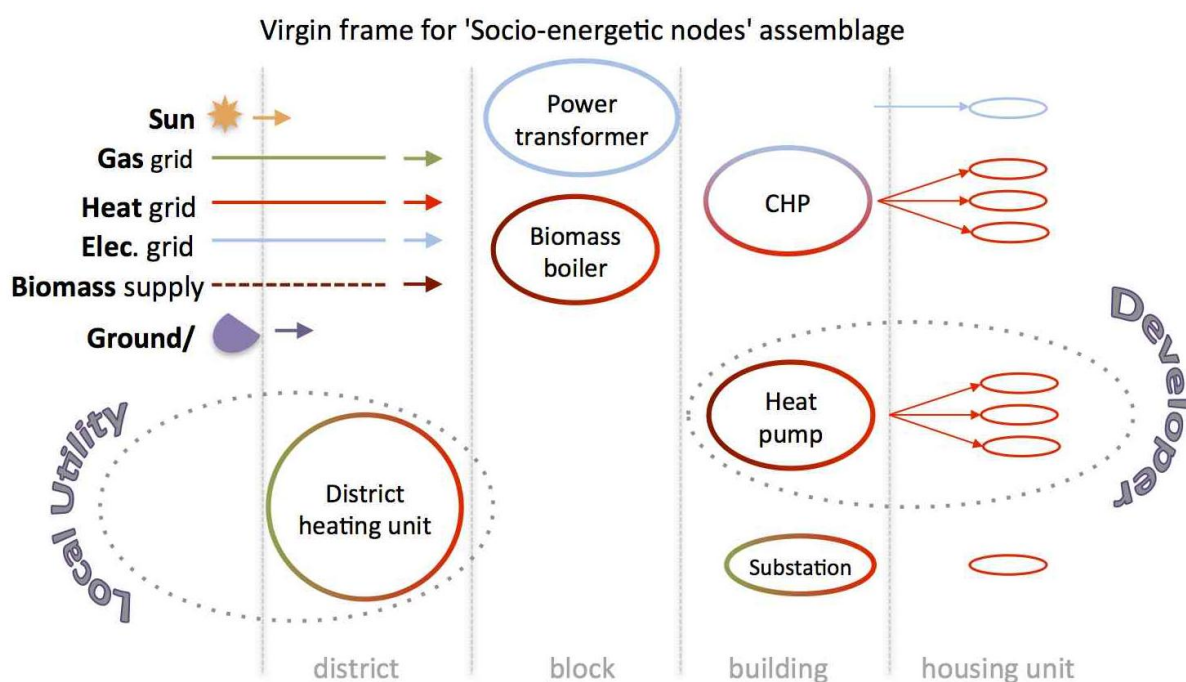 Virgin frame for 'Socio-energetic nodes' assemblage
Sun
Gas grid
Heat grid
Elec. grid
Biomass supply
Ground/
Power
transformer
Biomass
boiler
CHP
Developer
Heat
pump
Local Utility
District
heating unit
Substation
district
block
building
housing unit